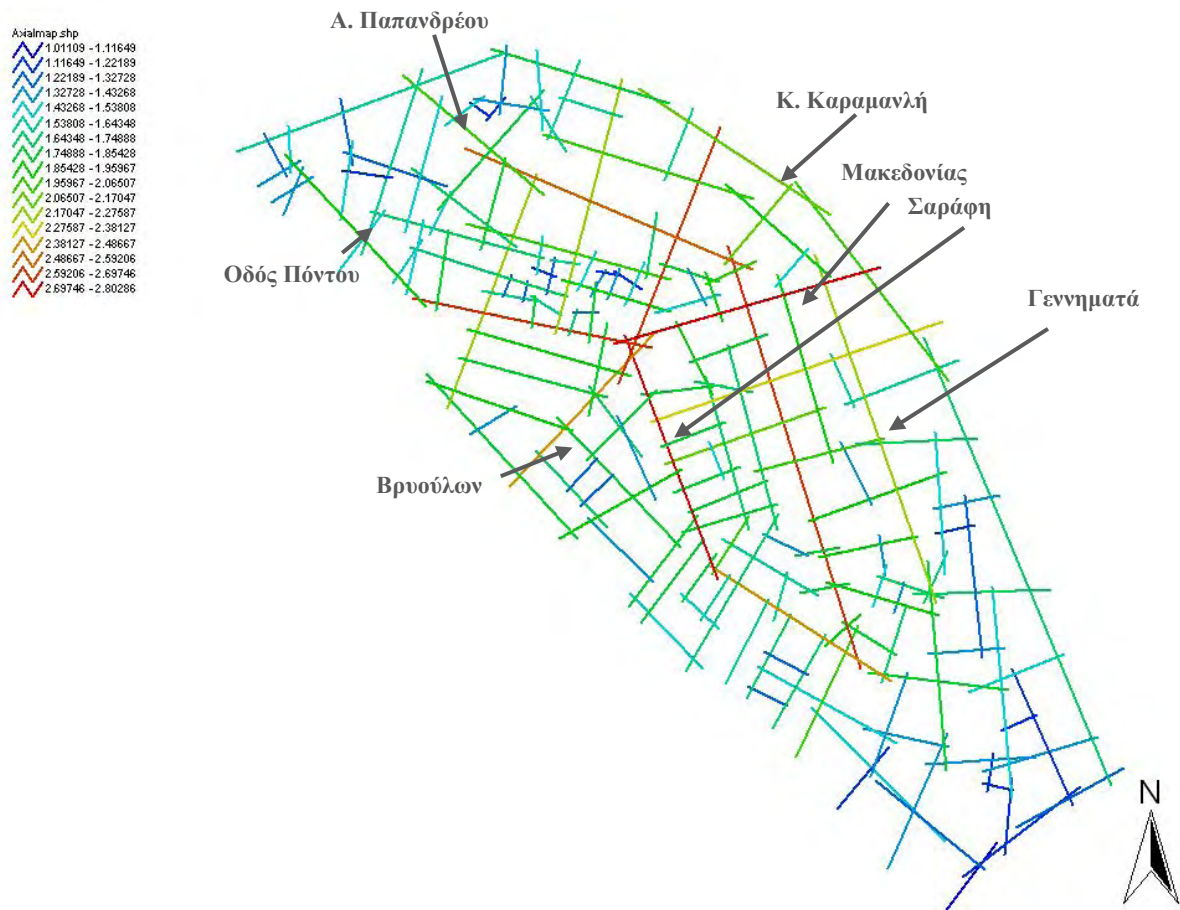 Α. Παπανδρέου
Axialmap.shp
1.01109 - 1.11649
1.11649 - 1.22189
1.22189 - 1.32728
1.32728 - 1.43268
1.43268 - 1.53808
1.53808 - 1.64348
1.64348 - 1.74888
1.74888 - 1.85428
1.85428 - 1.95967
1.95967 - 2.06507
2.06507 - 2.17047
2.17047 - 2.27587
2.27587 - 2.38127
2.38127 - 2.48667
2.48667 - 2.59206
2.59206 - 2.69746
2.69746 - 2.80286
Κ. Καραμανλή
Μακεδονίας
Σαράφη
Οδός Πόντου
Γεννηματά
Βρυούλων
N